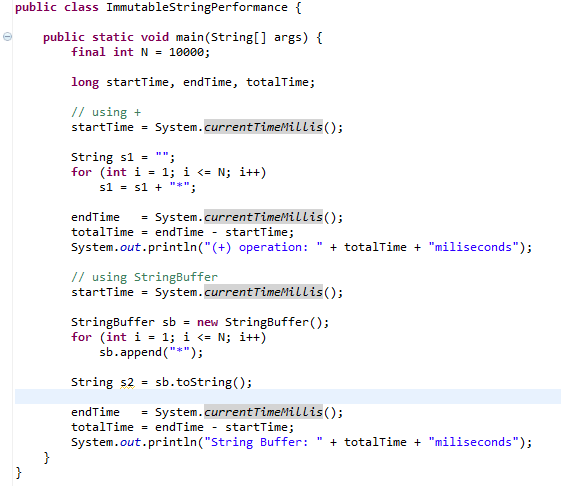 public class ImmutableStringPerformance {
public static void main(String[] args) {
final int N = 10000;
long startTime, endTime, totalTime;
// using +
startTime = System.currentTimeMillis();
String s1 = "";
for (int i = 1; i <= N; i++)
s1 = s1 + "*";
endTime   = System.currentTimeMillis();
totalTime = endTime - startTime;
System.out.println("(+) operation: " + totalTime + "miliseconds");
// using StringBuffer
startTime = System.currentTimeMillis();
StringBuffer sb = new StringBuffer();
for (int i = 1; i <= N; i++)
sb.append("*");
String s2 = sb.toString();
endTime   = System.currentTimeMillis();
totalTime = endTime - startTime;
System.out.println("String Buffer: " + totalTime + "miliseconds");
}
}